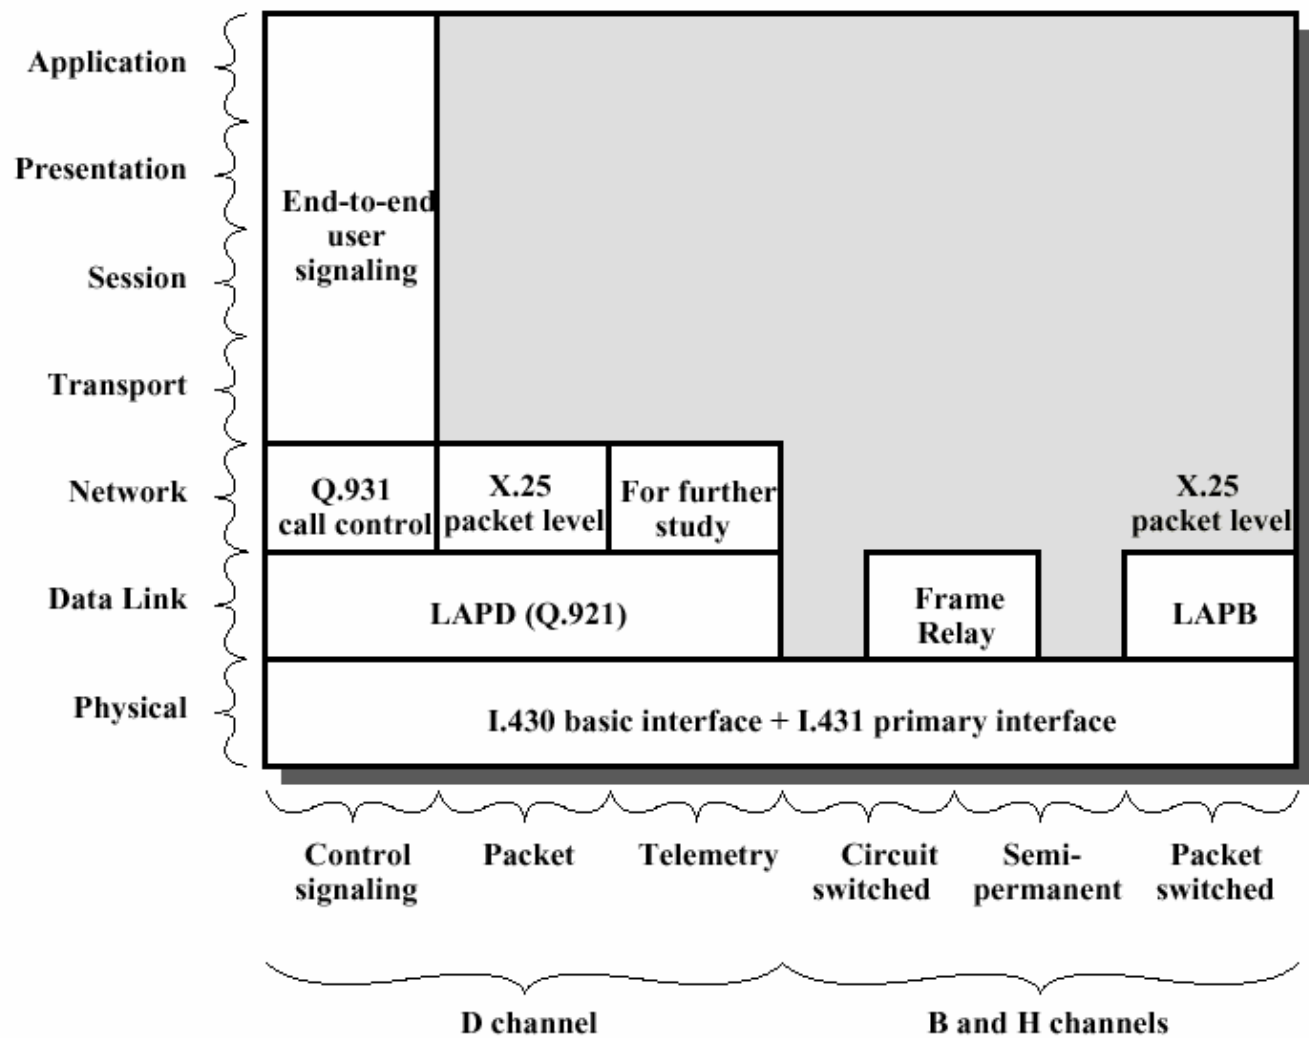 Application
Presentation
Session
Transport
Network
Data Link
Physical
End-to-end
user
signaling
Q.931
call control
X.25
packet level
For further
study
X.25
packet level
LAPD (Q.921)
Frame
Relay
LAPB
I.430 basic interface + I.431 primary interface
Control
signaling
Packet
Telemetry
Circuit
switched
Semi-
permanent
Packet
switched
D channel
B and H channels